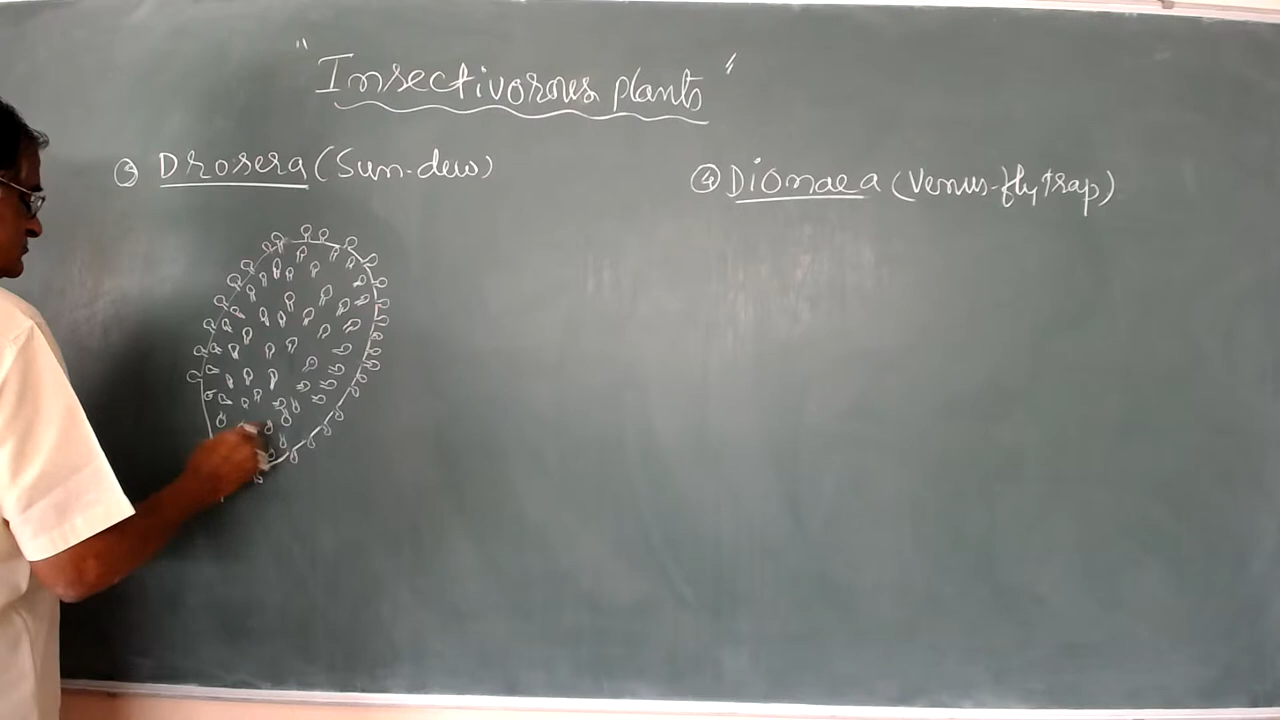 "Insectivorous plants"
③ Drosera (Sun-dew)
④ Dionaea (Venus-fly trap)